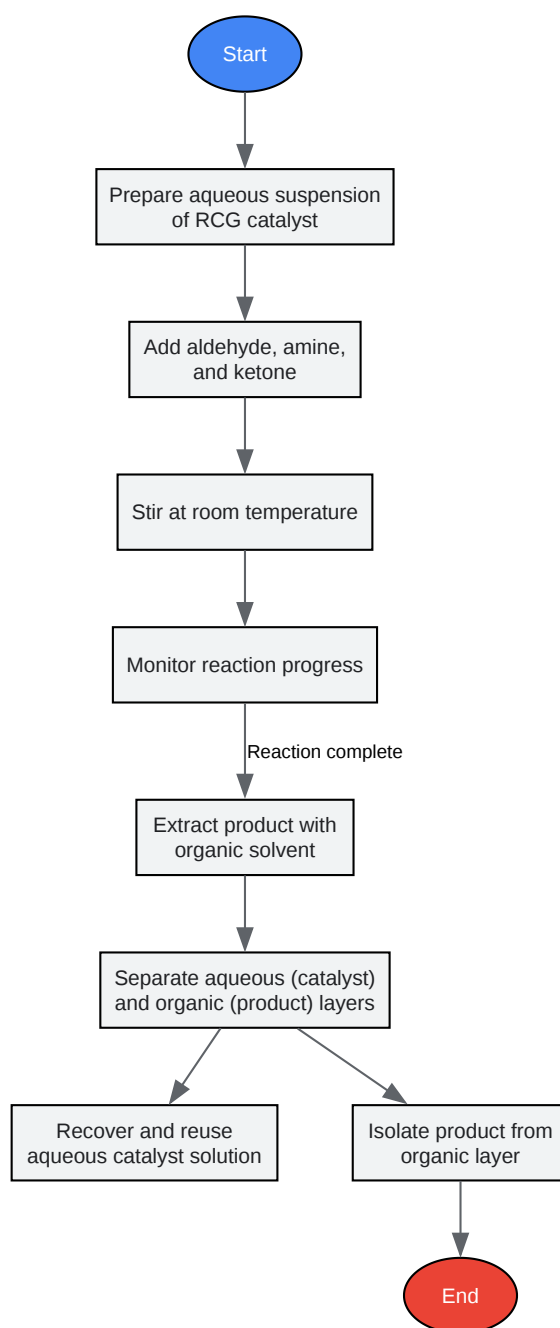 Start
Prepare aqueous suspension
of RCG catalyst
Add aldehyde, amine,
and ketone
Stir at room temperature
Monitor reaction progress
Reaction complete
Extract product with
organic solvent
Separate aqueous (catalyst)
and organic (product) layers
Recover and reuse
aqueous catalyst solution
Isolate product from
organic layer
End